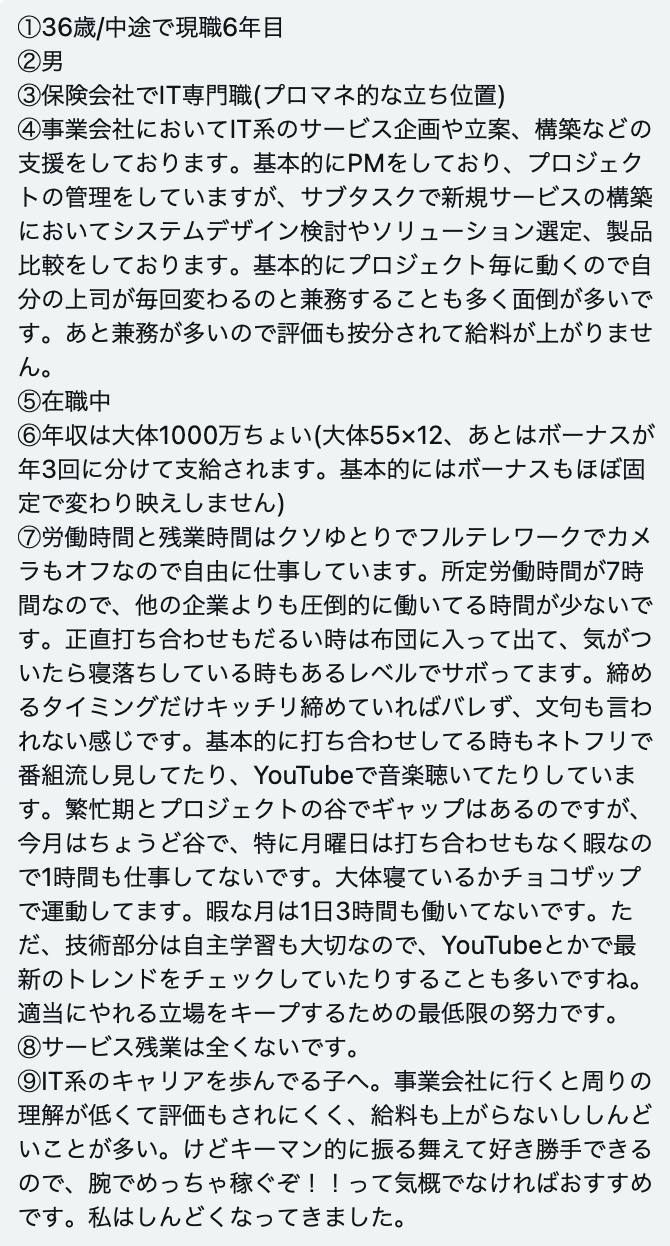 ①36歳/中途で現職6年目
②男
③保険会社でIT専門職(プロマネ的な立ち位置)
④事業会社においてIT系のサービス企画や立案、構築などの
支援をしております。基本的にPMをしており、プロジェク
トの管理をしていますが、サブタスクで新規サービスの構築
においてシステムデザイン検討やソリューション選定、製品
比較をしております。基本的にプロジェクト毎に動くので自
分の上司が毎回変わるのと兼務することも多く面倒が多いで
す。あと兼務が多いので評価も按分されて給料が上がりませ
ん。
⑤在職中
⑥年収は大体1000万ちょい(大体55×12、あとはボーナスが
年3回に分けて支給されます。基本的にはボーナスもほぼ固
定で変わり映えしません)
⑦労働時間と残業時間はクソゆとりでフルテレワークでカメ
ラもオフなので自由に仕事しています。所定労働時間が7時
間なので、他の企業よりも圧倒的に働いてる時間が少ないで
す。正直打ち合わせもだるい時は布団に入って出て、気がつ
いたら寝落ちしている時もあるレベルでサボってます。締め
るタイミングだけキッチリ締めていればバレず、文句も言わ
れない感じです。基本的に打ち合わせしてる時もネトフリで
番組流し見してたり、YouTubeで音楽聴いてたりしていま
す。繁忙期とプロジェクトの谷でギャップはあるのですが、
今月はちょうど谷で、特に月曜日は打ち合わせもなく暇なの
で1時間も仕事してないです。大体寝ているかチョコザップ
で運動してます。暇な月は1日3時間も働いてないです。た
だ、技術部分は自主学習も大切なので、YouTubeとかで最
新のトレンドをチェックしていたりすることも多いですね。
適当にやれる立場をキープするための最低限の努力です。
⑧サービス残業は全くないです。
⑨IT系のキャリアを歩んでる子へ。事業会社に行くと周りの
理解が低くて評価もされにくく、給料も上がらないししんど
いことが多い。けどキーマン的に振る舞えて好き勝手できる
ので、腕でめっちゃ稼ぐぞ！！って気概でなければおすすめ
です。私はしんどくなってきました。